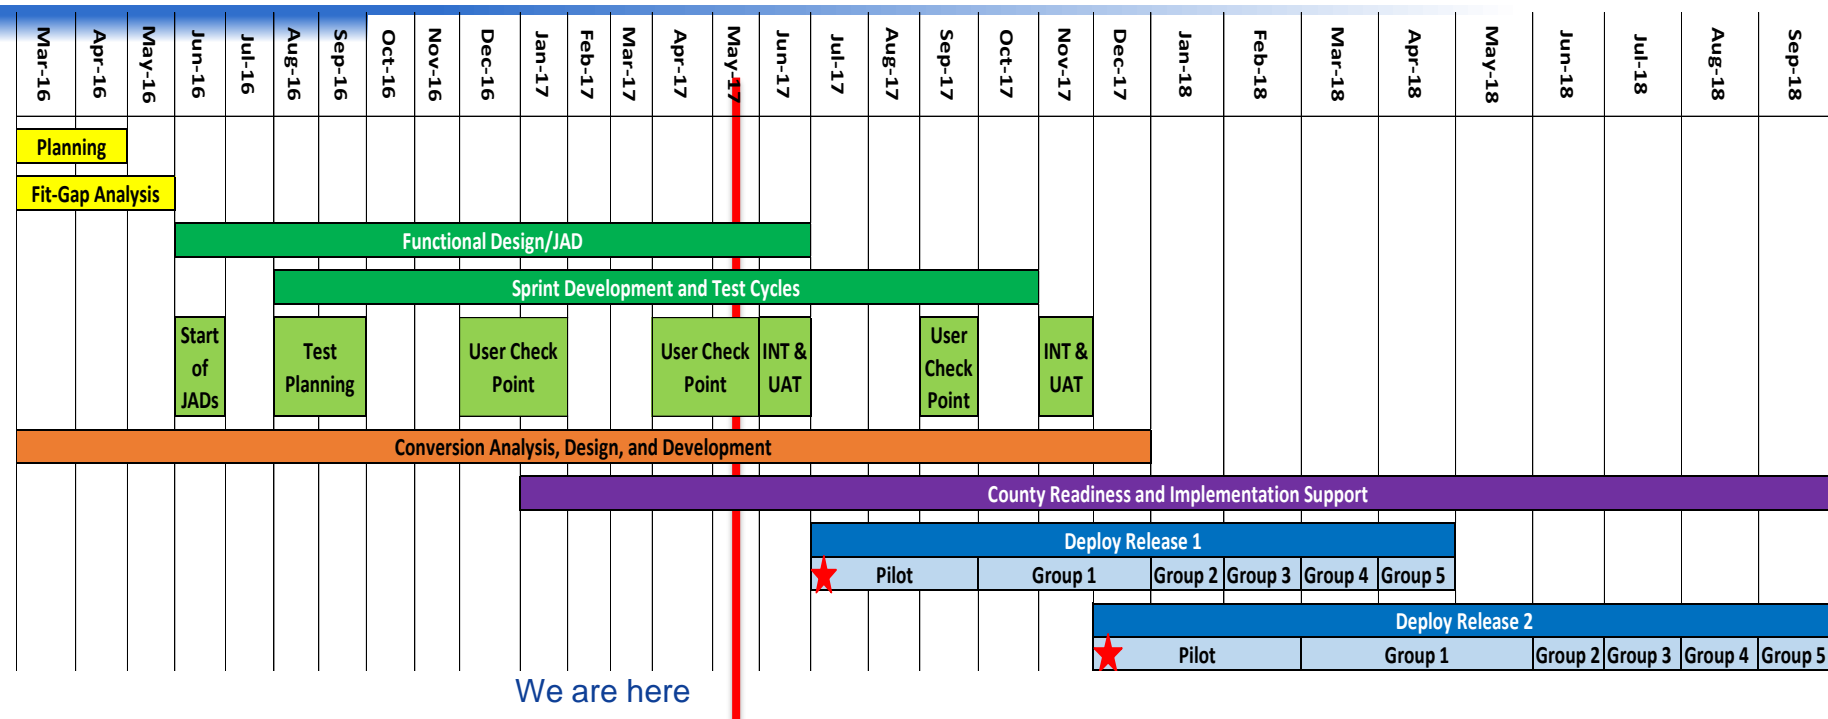 Mar-16 Apr-16 May-16 Jun-16 Jul-16 Aug-16 Sep-16 Oct-16 Nov-16 Dec-16 Jan-17 Feb-17 Mar-17 Apr-17 May-17 Jun-17 Jul-17 Aug-17 Sep-17 Oct-17 Nov-17 Dec-17 Jan-18 Feb-18 Mar-18 Apr-18 May-18 Jun-18 Jul-18 Aug-18 Sep-18
Planning
Fit-Gap Analysis
Functional Design/JAD
Sprint Development and Test Cycles
Start
of
JADs
Test
Planning
User Check
Point
User Check
Point
INT &
UAT
User
Check
Point
INT &
UAT
Conversion Analysis, Design, and Development
County Readiness and Implementation Support
Deploy Release 1
Pilot Group 1 Group 2 Group 3 Group 4 Group 5
Deploy Release 2
Pilot Group 1 Group 2 Group 3 Group 4 Group 5
We are here